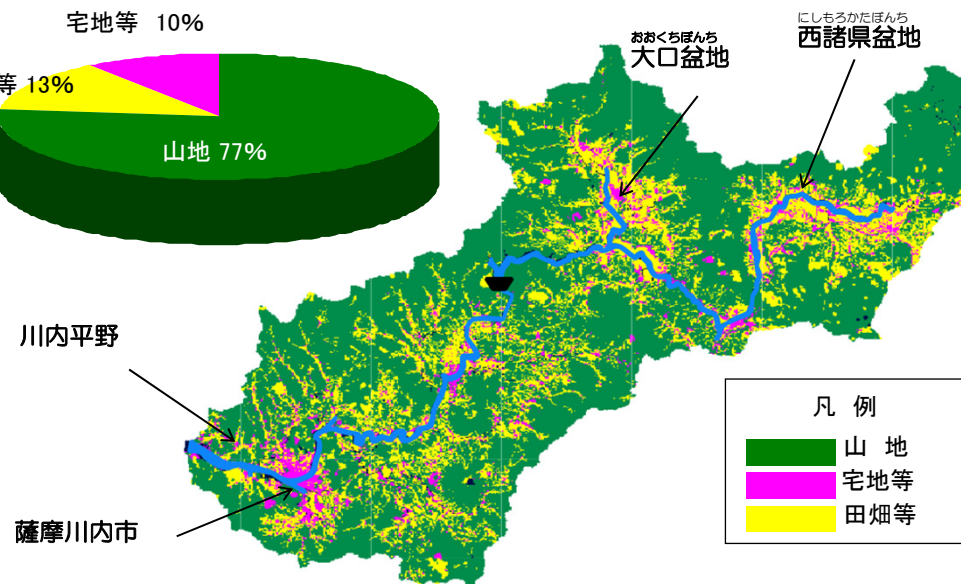 宅地等 10%
等 13%
山地 77%
おおくちぼんち
大口盆地
にしもろかたぼんち
西諸県盆地
川内平野
薩摩川内市
凡 例
山 地
宅地等
田畑等